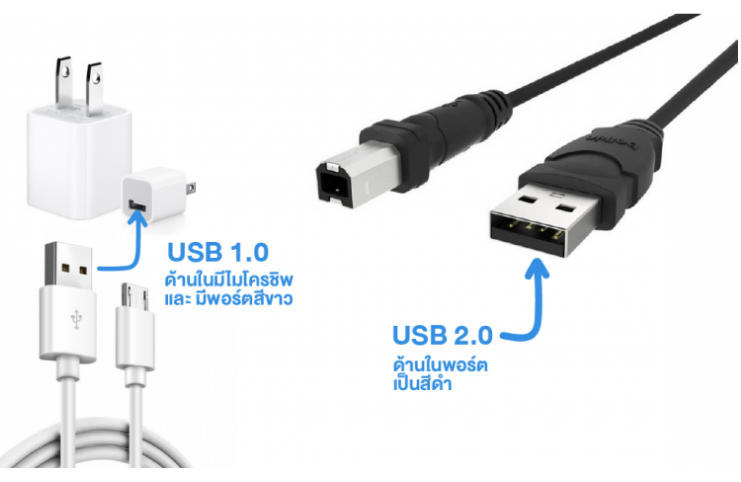 USB 1.0
ด้านในมีไมโครชิพ
และ มีพอร์ตสีขาว
belkin
USB 2.0
ด้านในพอร์ต
เป็นสีดำ